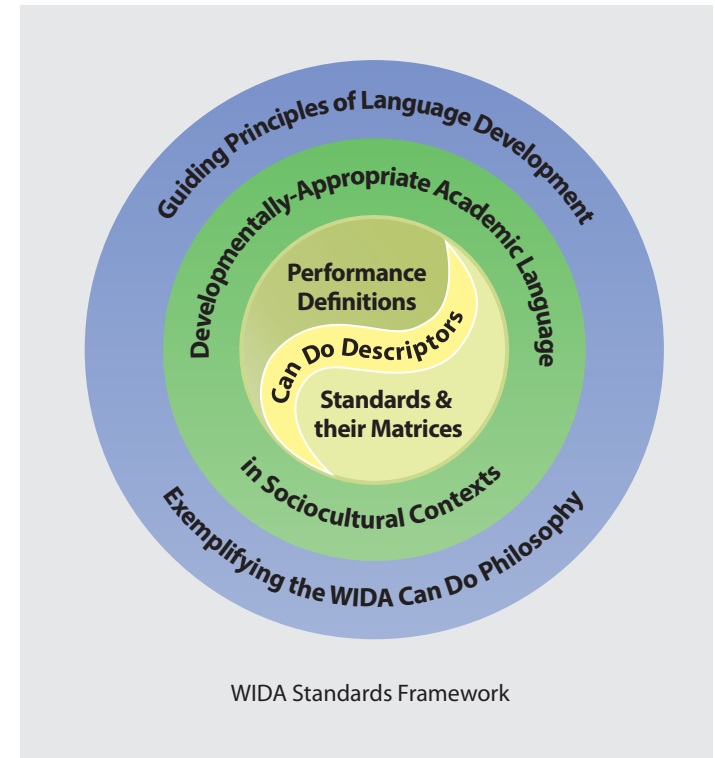 Guiding Principles of Language Development
Developmentally-Appropriate Academic Language
Performance
Definitions
Can Do Descriptors
Standards &
their Matrices
in Sociocultural Contexts
Exemplifying the WIDA Can Do Philosophy
WIDA Standards Framework